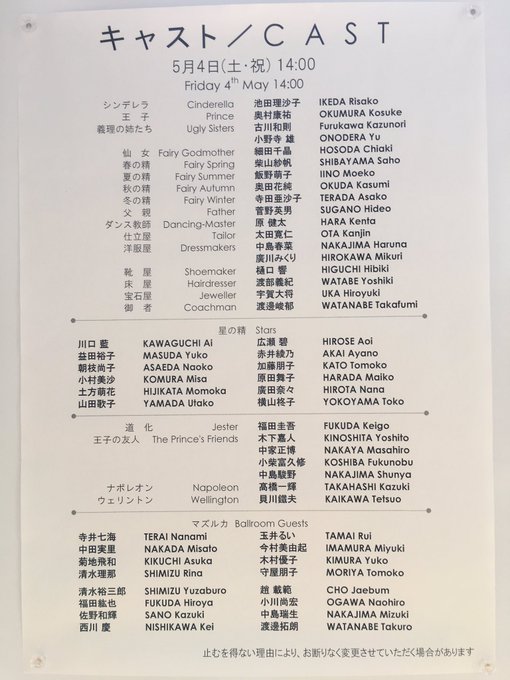 キャスト／CAST
5月4日(土・祝) 14:00
Friday 4th May 14:00
シンデレラ Cinderella 池田理沙子 IKEDA Risako
王　子 Prince 奥村康祐 OKUMURA Kosuke
義理の姉たち Ugly Sisters 古川和則 Furukawa Kazunori
小野寺 雄 ONODERA Yu
仙　女 Fairy Godmother 細田千晶 HOSODA Chiaki
春の精 Fairy Spring 柴山紗帆 SHIBAYAMA Saho
夏の精 Fairy Summer 飯野萌子 IINO Moeko
秋の精 Fairy Autumn 奥田花純 OKUDA Kasumi
冬の精 Fairy Winter 寺田亜沙子 TERADA Asako
父　親 Father 菅野英男 SUGANO Hideo
ダンス教師 Dancing-Master 原 健太 HARA Kenta
仕立屋 Tailor 太田寛仁 OTA Kanjin
洋服屋 Dressmakers 中島春菜 NAKAJIMA Haruna
廣川みくり HIROKAWA Mikuri
靴　屋 Shoemaker 樋口 響 HIGUCHI Hibiki
床　屋 Hairdresser 渡部義紀 WATABE Yoshiki
宝石屋 Jeweller 宇賀大将 UKA Hiroyuki
御　者 Coachman 渡邊峻郁 WATANABE Takafumi
星の精 Stars
川口 藍 KAWAGUCHI Ai 広瀬 碧 HIROSE Aoi
益田裕子 MASUDA Yuko 赤井綾乃 AKAI Ayano
朝枝尚子 ASAEDA Naoko 加藤朋子 KATO Tomoko
小村美沙 KOMURA Misa 原田舞子 HARADA Maiko
土方萌花 HIJIKATA Momoka 廣田奈々 HIROTA Nana
山田歌子 YAMADA Utako 横山柊子 YOKOYAMA Toko
道　化 Jester 福田圭吾 FUKUDA Keigo
王子の友人 The Prince's Friends 木下嘉人 KINOSHITA Yoshito
中家正博 NAKAYA Masahiro
小柴富久修 KOSHIBA Fukunobu
中島駿野 NAKAJIMA Shunya
ナポレオン Napoleon 髙橋一輝 TAKAHASHI Kazuki
ウェリントン Wellington 貝川鐵夫 KAIKAWA Tetsuo
マズルカ Ballroom Guests
寺井七海 TERAI Nanami 玉井るい TAMAI Rui
中田実里 NAKADA Misato 今村美由起 IMAMURA Miyuki
菊地飛和 KIKUCHI Asuka 木村優子 KIMURA Yuko
清水理那 SHIMIZU Rina 守屋朋子 MORIYA Tomoko
清水裕三郎 SHIMIZU Yuzaburo 趙 載範 CHO Jaebum
福田紘也 FUKUDA Hiroya 小川尚宏 OGAWA Naohiro
佐野和輝 SANO Kazuki 中島瑞生 NAKAJIMA Mizuki
西川 慶 NISHIKAWA Kei 渡邊拓朗 WATANABE Takuro
止むを得ない理由により、お断りなく変更させていただく場合があります